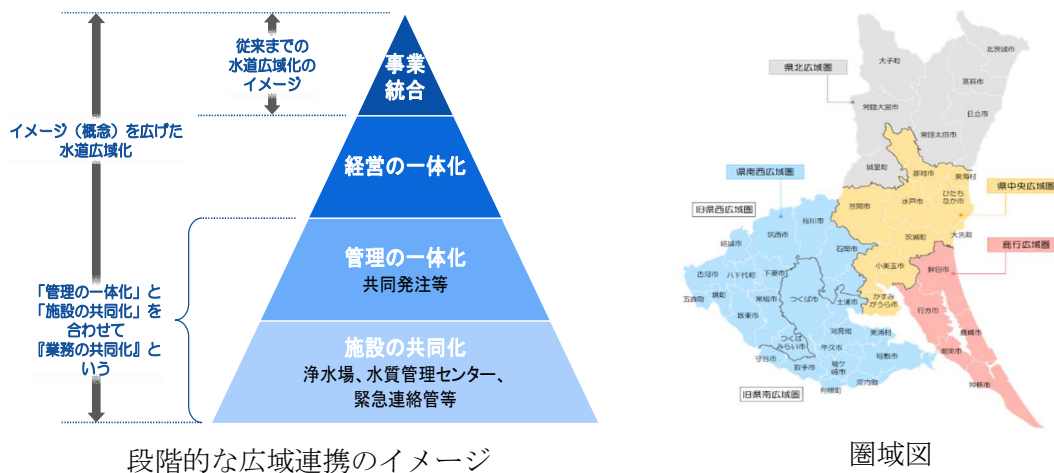 従来までの
水道広域化の
イメージ
イメージ（概念）を広げた
水道広域化
「管理の一体化」と
「施設の共同化」を
合わせて
『業務の共同化』と
いう
事業
統合
経営の一体化
管理の一体化
共同発注等
施設の共同化
浄水場、水質管理センター、
緊急連絡管等
段階的な広域連携のイメージ
県北広域圏
大子町
北茨城市
高萩市
常陸大宮市
日立市
常陸太田市
城里町
那珂市
東海村
県南西広域圏
県中央広域圏
ひたち
なか市
水戸市
笠間市
旧県西広域圏
桜川市
筑西市
茨城町
大洗町
鹿行広域圏
結城市
石岡市
小美玉市
鉾田市
古河市
八千代町
下妻市
かすみ
がうら市
五霞町
境町
常総市
つくば市
土浦市
行方市
坂東市
阿見町
美浦村
鹿嶋市
つくば
みらい市
牛久市
稲敷市
潮来市
守谷市
取手市
龍ケ
崎市
河内町
利根町
神栖市
旧県南広域圏
圏域図